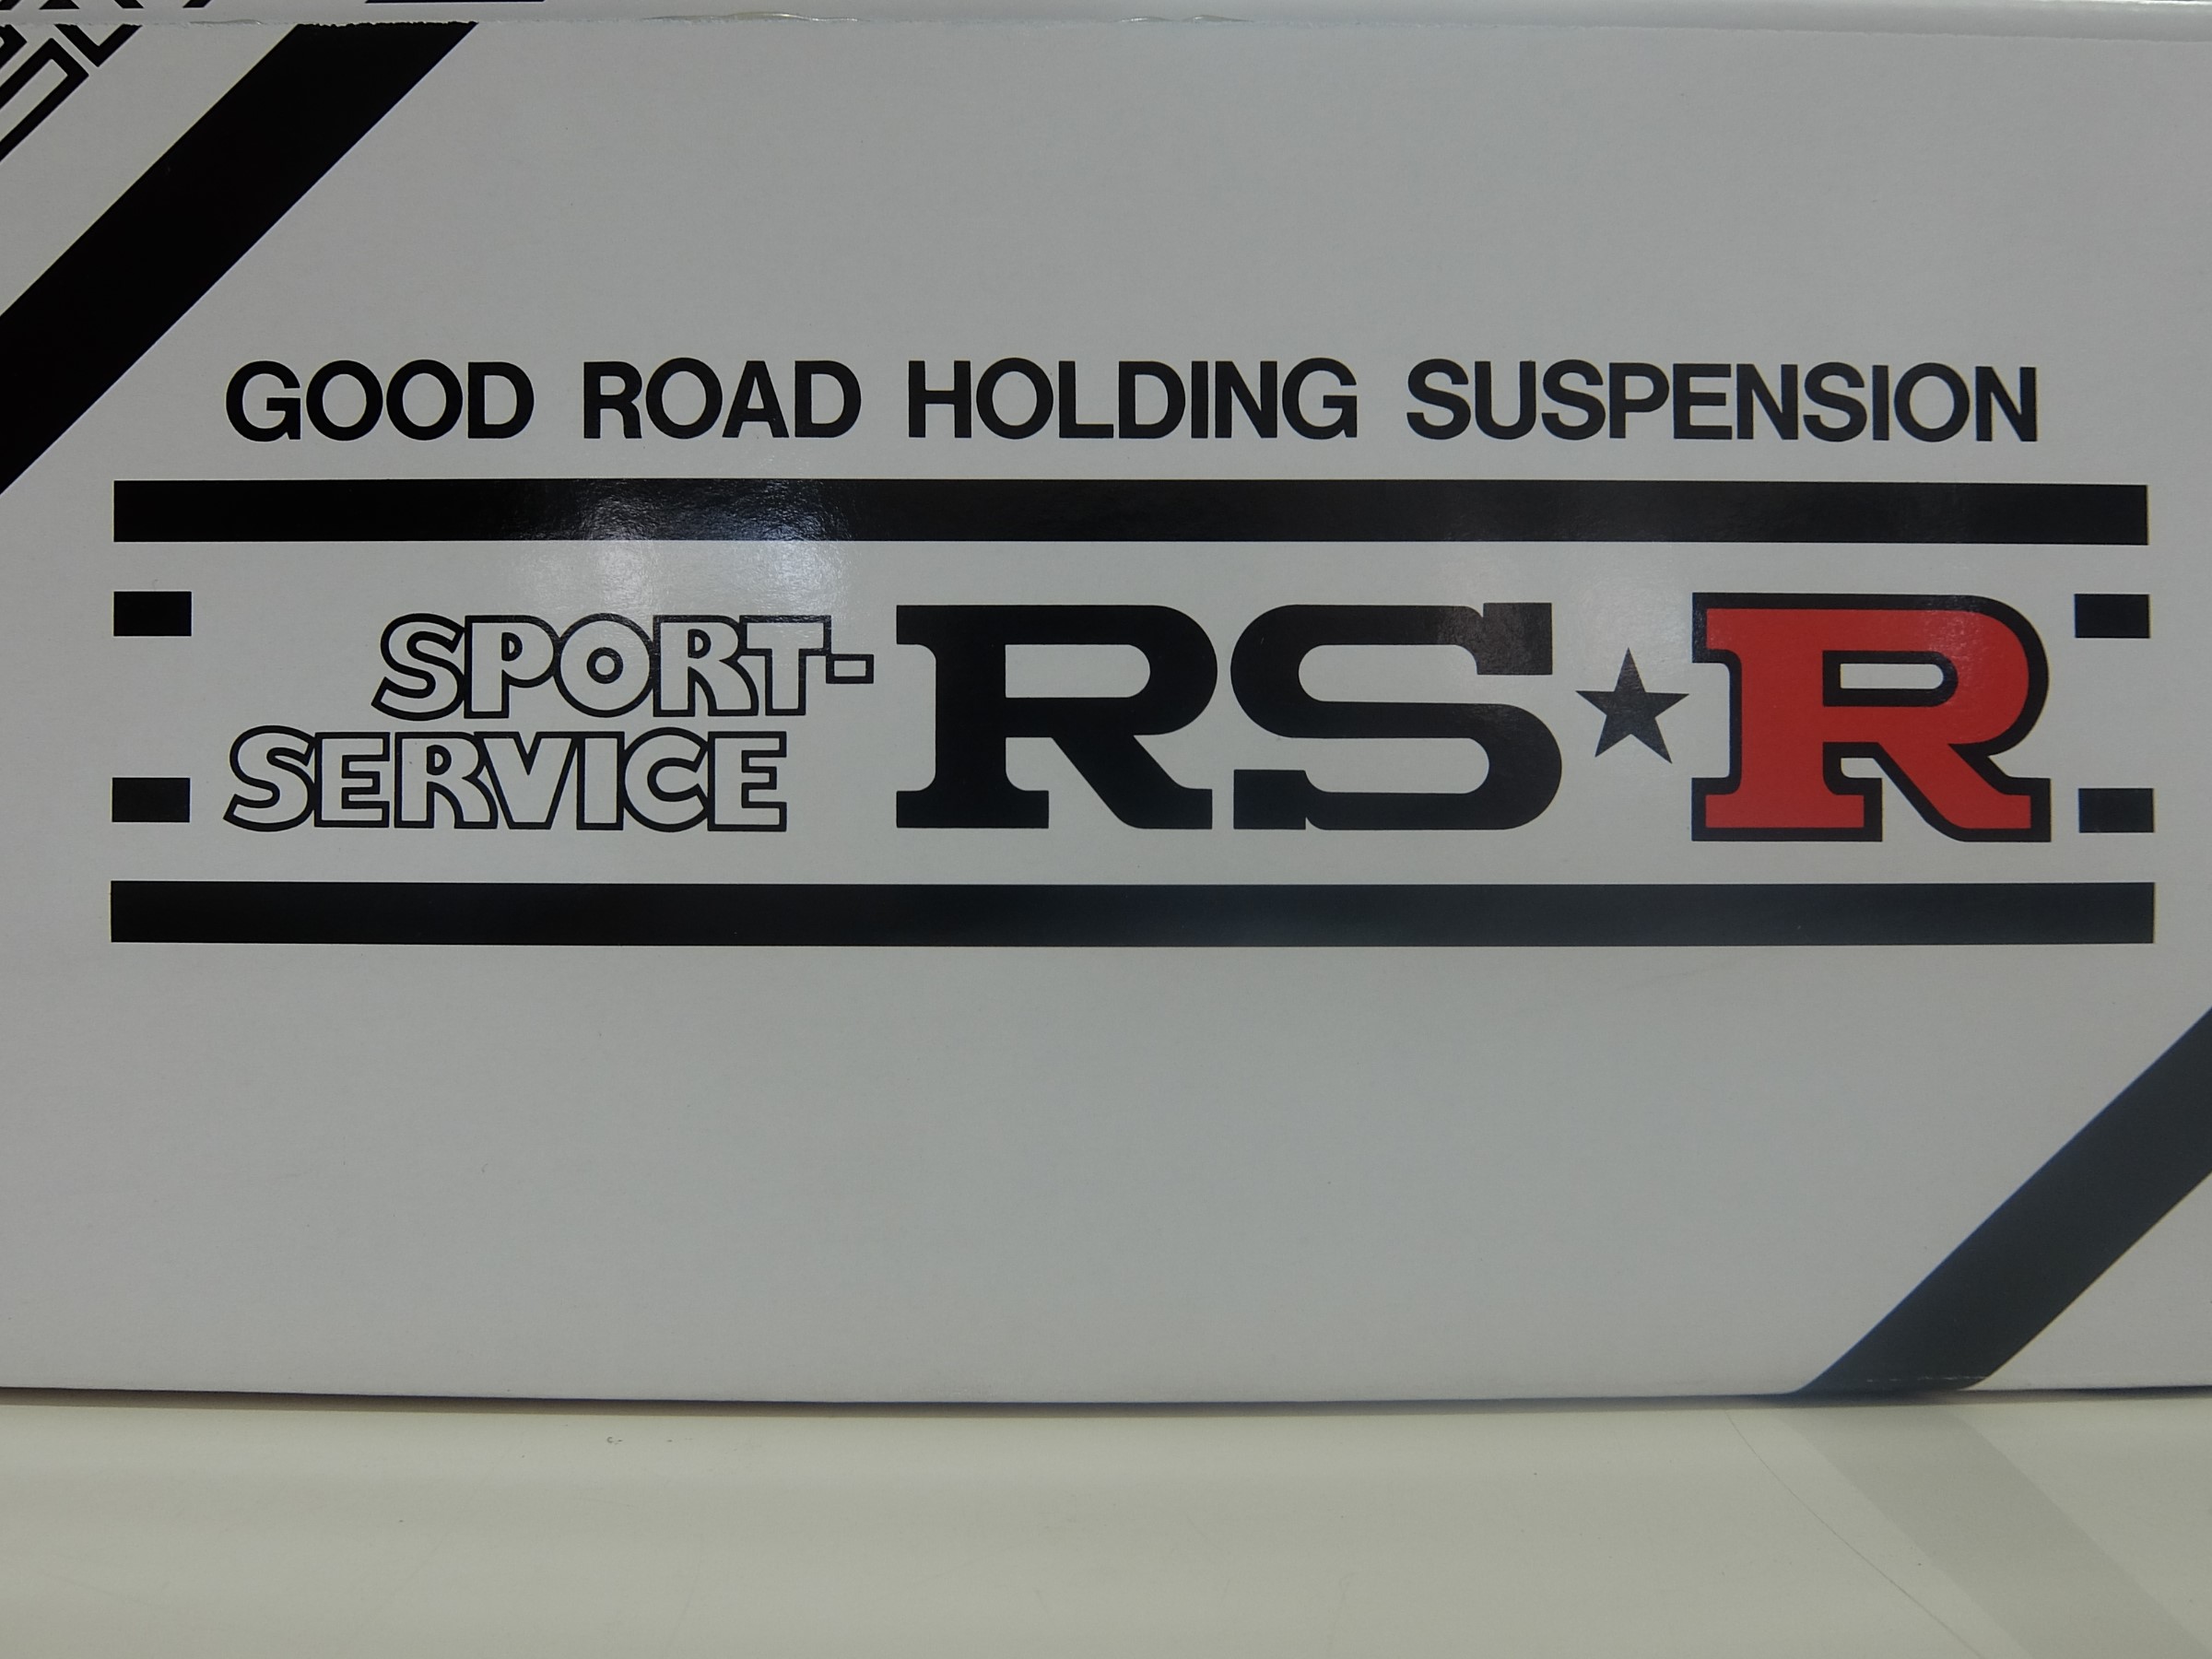 GOOD ROAD HOLDING SUSPENSION
SPORT-
SERVICE
RS★R